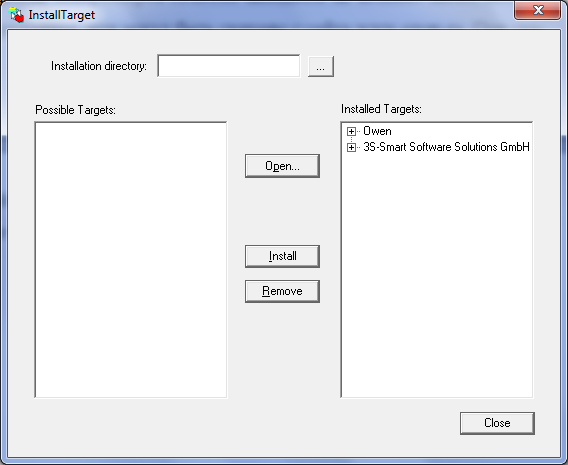 InstallTarget
Installation directory:
...
Possible Targets:
Installed Targets:
Owen
3S-Smart Software Solutions GmbH
Open...
Install
Remove
Close